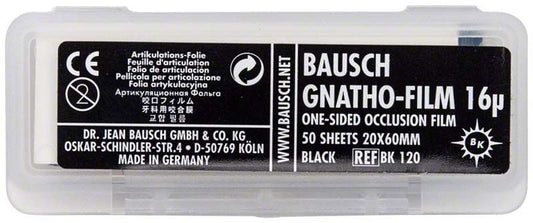 CE
Artikulations-Folie
Feuille d'articulation
Folio de articulación
Pellicola per articolazione
Folia artykulacyjna
Артикуляционная Фольга
咬口フィルム
牙科用咬合膜
교합 필름
DR. JEAN BAUSCH GMBH & CO. KG
OSKAR-SCHINDLER-STR.4 • D-50769 KÖLN
MADE IN GERMANY
WWW.BAUSCH.NET
BAUSCH
GNATHO-FILM 16µ
ONE-SIDED OCCLUSION FILM
50 SHEETS 20X60MM
BLACK REF BK 120
BK